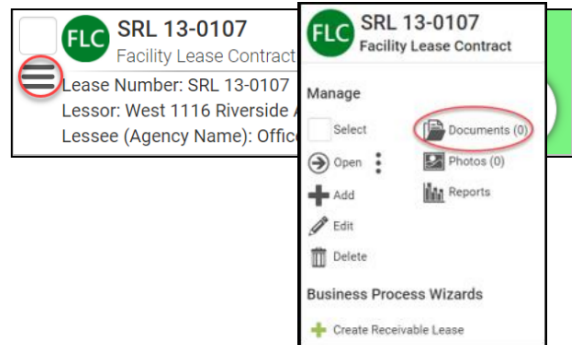 FLC SRL 13-0107
Facility Lease Contract
Lease Number: SRL 13-0107
Lessor: West 1116 Riverside
Lessee (Agency Name): Offic
FLC SRL 13-0107
Facility Lease Contract
Manage
Select Documents (0)
Open Photos (0)
Add Reports
Edit
Delete
Business Process Wizards
Create Receivable Lease